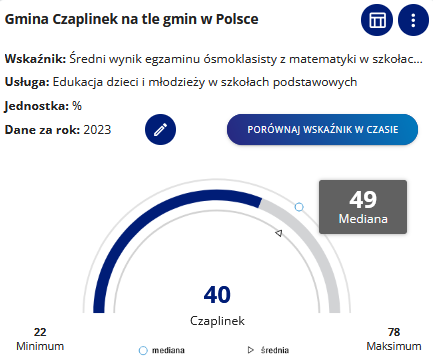 Gmina Czaplinek na tle gmin w Polsce
Wskaźnik: Średni wynik egzaminu ósmoklasisty z matematyki w szkołac...
Usługa: Edukacja dzieci i młodzieży w szkołach podstawowych
Jednostka: %
Dane za rok: 2023
PORÓWNAJ WSKAŹNIK W CZASIE
49
Mediana
40
Czaplinek
22
Minimum
78
Maksimum
mediana
średnia